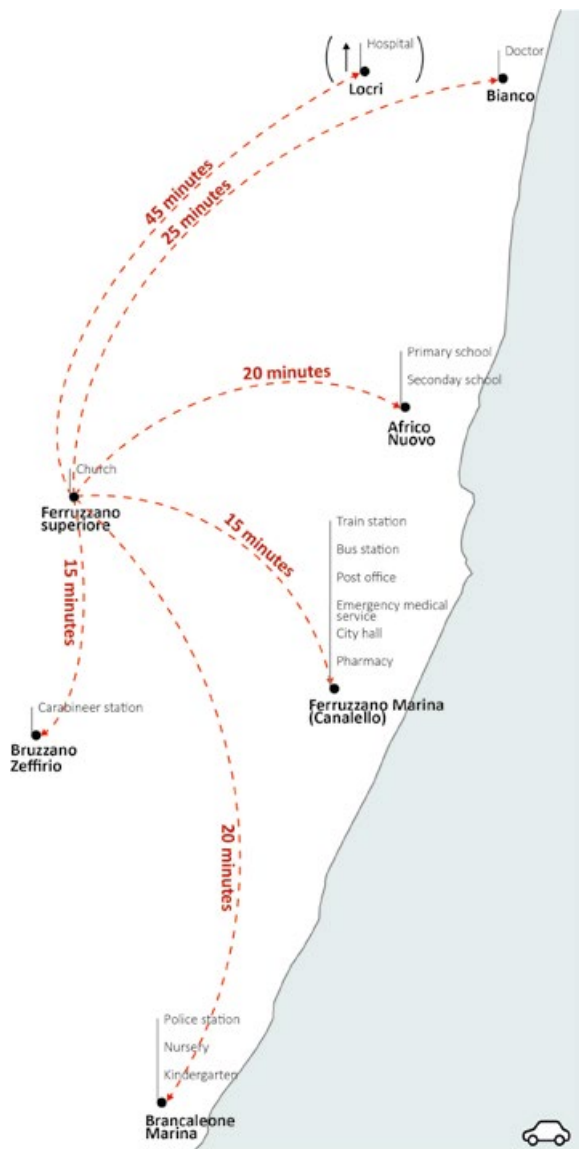 Hospital
Locri
Doctor
Bianco
45 minutes
25 minutes
Primary school
Seconday school
20 minutes
Africo
Nuovo
Church
Ferruzzano
superiore
15 minutes
Train station
Bus station
Post office
Emergency medical
service
City hall
Pharmacy
Ferruzzano Marina
(Canalello)
15 minutes
Carabineer station
Bruzzano
Zeffirio
20 minutes
Police station
Nursery
Kindergarten
Brancaleone
Marina